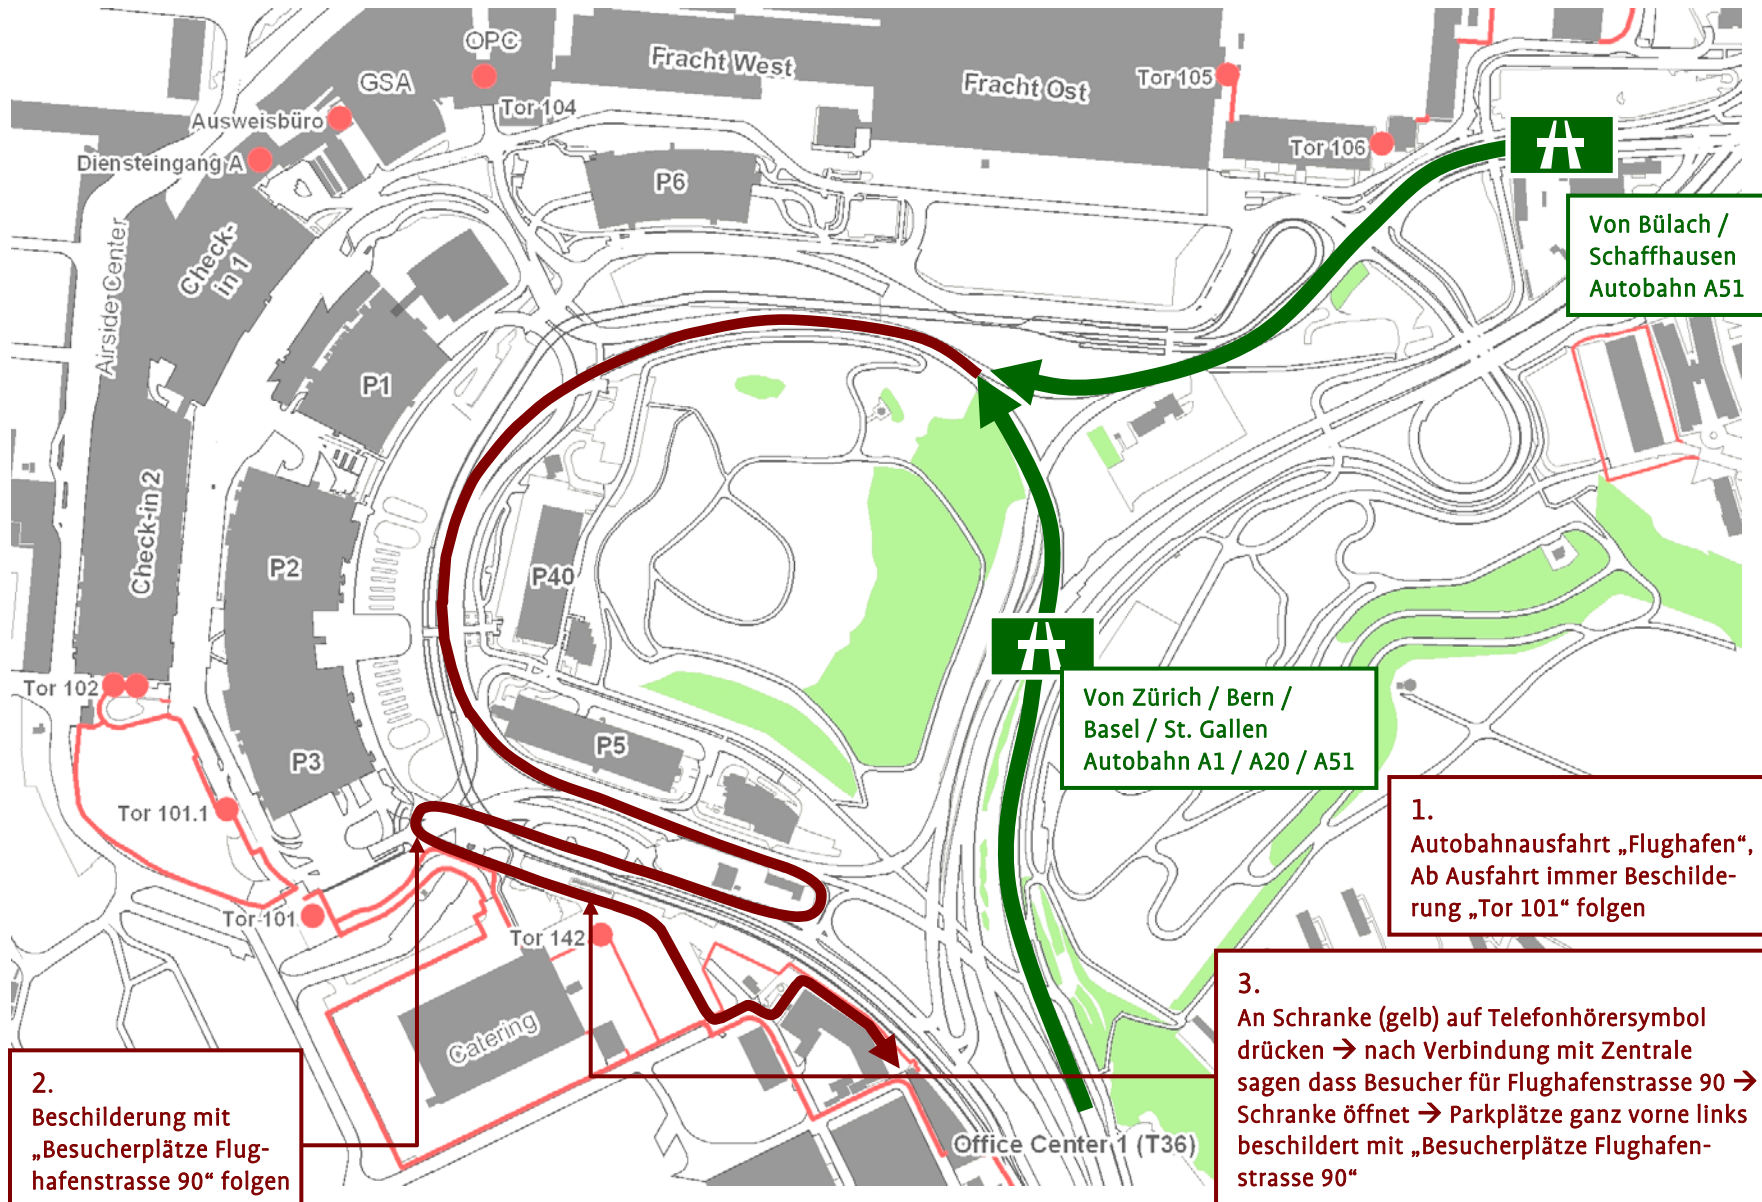 OPC
GSA
Fracht West
Fracht Ost
Tor 105
Tor 104
Ausweisbüro
Tor 106
Diensteingang A
P6
Von Bülach /
Schaffhausen
Autobahn A51
Airside Center
Check-
in 1
P1
Check-in 2
P2
P40
Tor 102
Von Zürich / Bern /
Basel / St. Gallen
Autobahn A1 / A20 / A51
P5
P3
Tor 101.1
1.
Autobahnausfahrt „Flughafen“,
Ab Ausfahrt immer Beschilde-
rung „Tor 101“ folgen
Tor 101
Tor 142
Catering
3.
An Schranke (gelb) auf Telefonhörersymbol
drücken → nach Verbindung mit Zentrale
sagen dass Besucher für Flughafenstrasse 90 →
Schranke öffnet → Parkplätze ganz vorne links
beschildert mit „Besucherplätze Flughafen-
strasse 90“
2.
Beschilderung mit
„Besucherplätze Flug-
hafenstrasse 90“ folgen
Office Center 1 (T36)